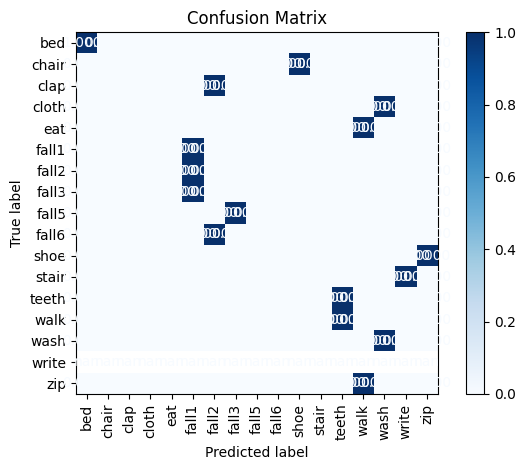 Confusion Matrix
bed
chair
clap
cloth
eat
fall1
fall2
fall3
fall5
fall6
shoe
stair
teeth
walk
wash
write
zip
True label
bed
chair
clap
cloth
eat
fall1
fall2
fall3
fall5
fall6
shoe
stair
teeth
walk
wash
write
zip
Predicted label
1.0
0.8
0.6
0.4
0.2
0.0